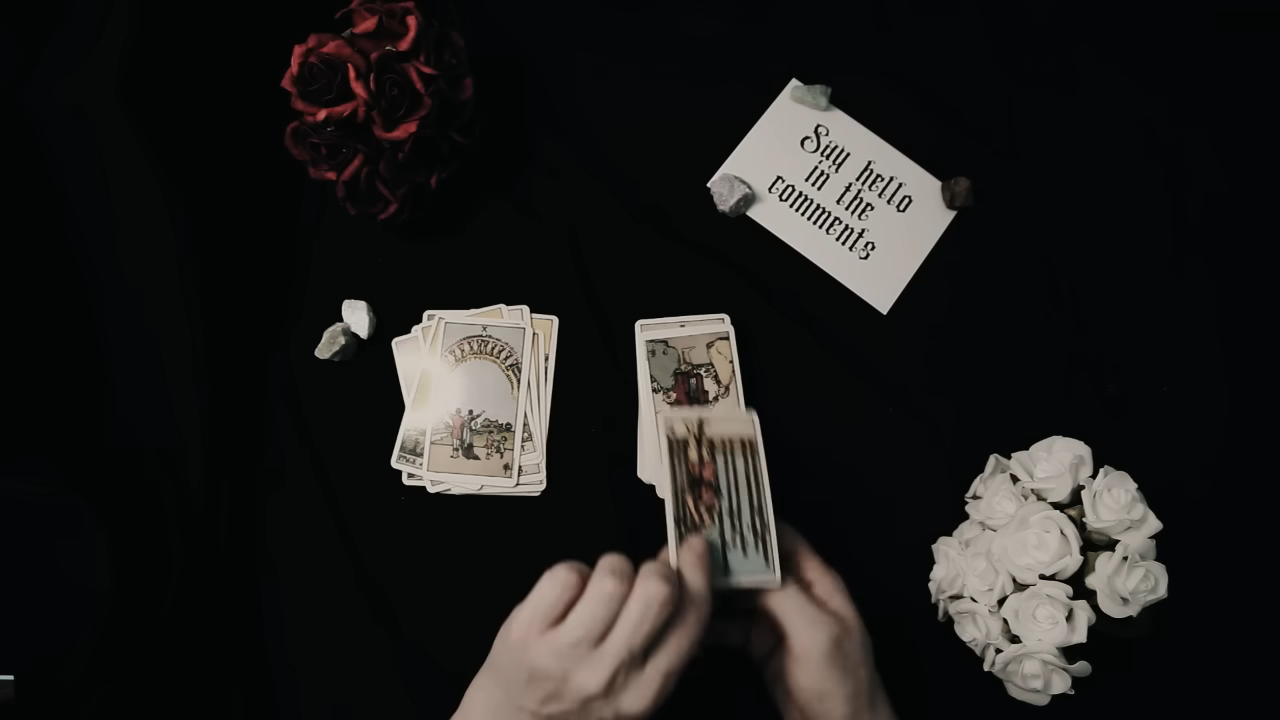 Say hello
in the
comments
X